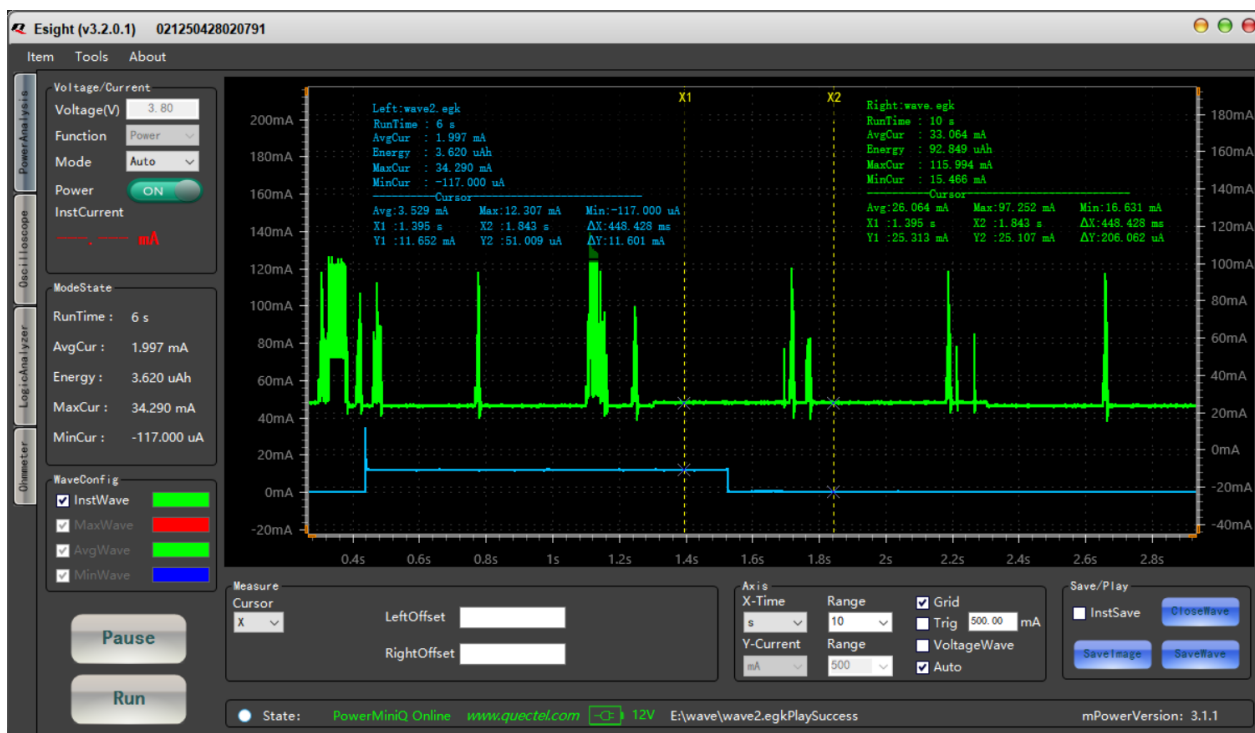 Esight (v3.2.0.1) 021250428020791
Item Tools About
PowerAnalysis
Oscilloscope
LogicAnalyzer
Ohmmeter
Voltage/Current
Voltage(V) 3.80
Function Power
Mode Auto
Power ON
InstCurrent
---.--- mA
ModeState
RunTime : 6 s
AvgCur : 1.997 mA
Energy : 3.620 uAh
MaxCur : 34.290 mA
MinCur : -117.000 uA
WaveConfig
InstWave
MaxWave
AvgWave
MinWave
Pause
Run
200mA
180mA
160mA
140mA
120mA
100mA
80mA
60mA
40mA
20mA
0mA
-20mA
Left:wave2.egk
RunTime : 6 s
AvgCur : 1.997 mA
Energy : 3.620 uAh
MaxCur : 34.290 mA
MinCur : -117.000 uA
Cursor
Avg:3.529 mA Max:12.307 mA Min:-117.000 uA
X1 :1.395 s X2 :1.843 s ΔX:448.428 ms
Y1 :11.652 mA Y2 :51.009 uA ΔY:11.601 mA
X1
X2
Right:wave.egk
RunTime : 10 s
AvgCur : 33.064 mA
Energy : 92.849 uAh
MaxCur : 115.994 mA
MinCur : 15.466 mA
Cursor
Avg:26.064 mA Max:97.252 mA Min:16.631 mA
X1 :1.395 s X2 :1.843 s ΔX:448.428 ms
Y1 :25.313 mA Y2 :25.107 mA ΔY:206.062 uA
180mA
160mA
140mA
120mA
100mA
80mA
60mA
40mA
20mA
0mA
-20mA
-40mA
0.4s 0.6s 0.8s 1s 1.2s 1.4s 1.6s 1.8s 2s 2.2s 2.4s 2.6s 2.8s
Measure
Cursor
X
LeftOffset
RightOffset
Axis
X-Time Range
s 10
Y-Current Range
mA 500
Grid
Trig 500.00 mA
VoltageWave
Auto
Save/Play
InstSave CloseWave
SaveImage SaveWave
State: PowerMiniQ Online www.quectel.com 12V E:\wave\wave2.egkPlaySuccess mPowerVersion: 3.1.1